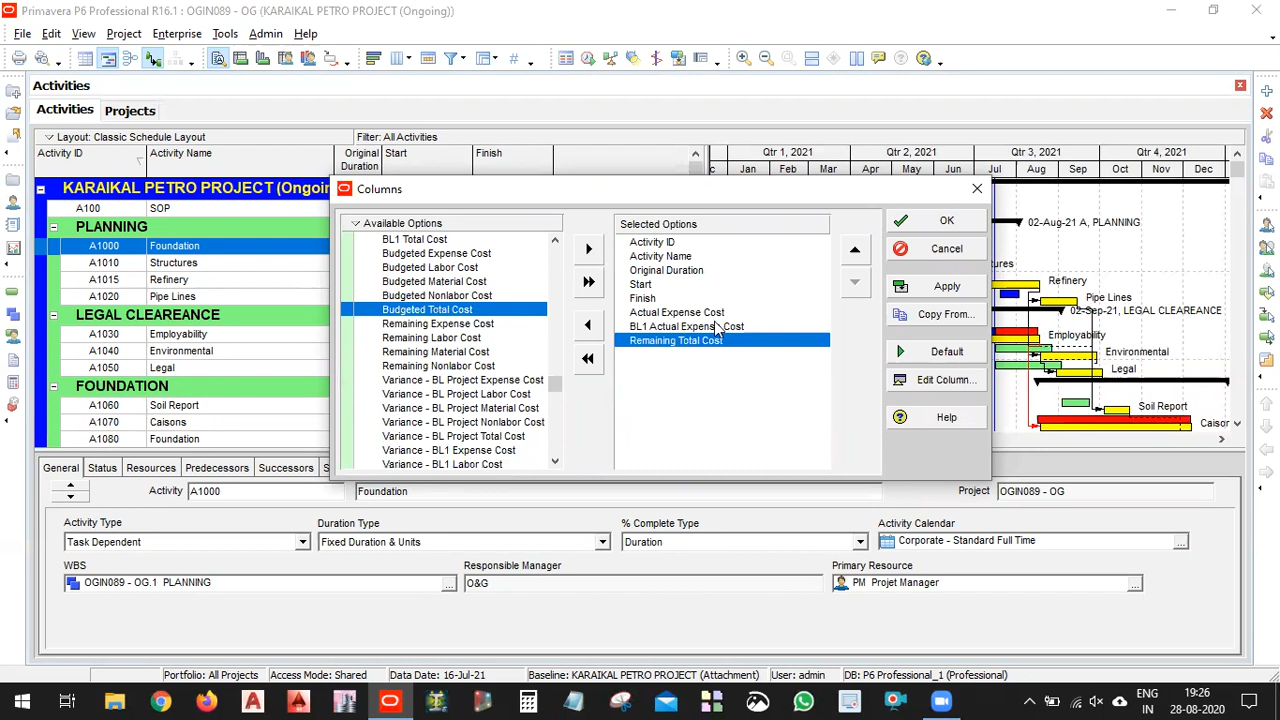 Primavera P6 Professional R16.1 : OGIN089 - OG (KARAIKAL PETRO PROJECT (Ongoing))
File Edit View Project Enterprise Tools Admin Help
Activities
Activities Projects
Layout: Classic Schedule Layout Filter: All Activities
Activity ID Activity Name Original Duration Start Finish
Qtr 1, 2021 Qtr 2, 2021 Qtr 3, 2021 Qtr 4, 2021
c Jan Feb Mar Apr May Jun Jul Aug Sep Oct Nov Dec
KARAIKAL PETRO PROJECT (Ongoin
A100 SOP
PLANNING
A1000 Foundation
A1010 Structures
A1015 Refinery
A1020 Pipe Lines
LEGAL CLEAREANCE
A1030 Employability
A1040 Environmental
A1050 Legal
FOUNDATION
A1060 Soil Report
A1070 Caisons
A1080 Foundation
Columns
Available Options
BL1 Total Cost
Budgeted Expense Cost
Budgeted Labor Cost
Budgeted Material Cost
Budgeted Nonlabor Cost
Budgeted Total Cost
Remaining Expense Cost
Remaining Labor Cost
Remaining Material Cost
Remaining Nonlabor Cost
Variance - BL Project Expense Cost
Variance - BL Project Labor Cost
Variance - BL Project Material Cost
Variance - BL Project Nonlabor Cost
Variance - BL Project Total Cost
Variance - BL1 Expense Cost
Variance - BL1 Labor Cost
Selected Options
Activity ID
Activity Name
Original Duration
Start
Finish
Actual Expense Cost
BL1 Actual Expense Cost
Remaining Total Cost
OK
Cancel
Apply
Copy From...
Default
Edit Column...
Help
02-Aug-21 A, PLANNING
ures
Refinery
Pipe Lines
02-Sep-21, LEGAL CLEAREANCE
Employability
Environmental
Legal
Soil Report
Caisor
General Status Resources Predecessors Successors S
Activity A1000 Foundation Project OGIN089 - OG
Activity Type Duration Type % Complete Type Activity Calendar
Task Dependent Fixed Duration & Units Duration Corporate - Standard Full Time
WBS Responsible Manager Primary Resource
OGIN089 - OG.1 PLANNING O&G PM Projet Manager
Portfolio: All Projects Access Mode: Shared Data Date: 16-Jul-21 Baseline: KARAIKAL PETRO PROJECT (Attachment) User: admin DB: P6 Professional_1 (Professional)
ENG 19:26
IN 28-08-2020